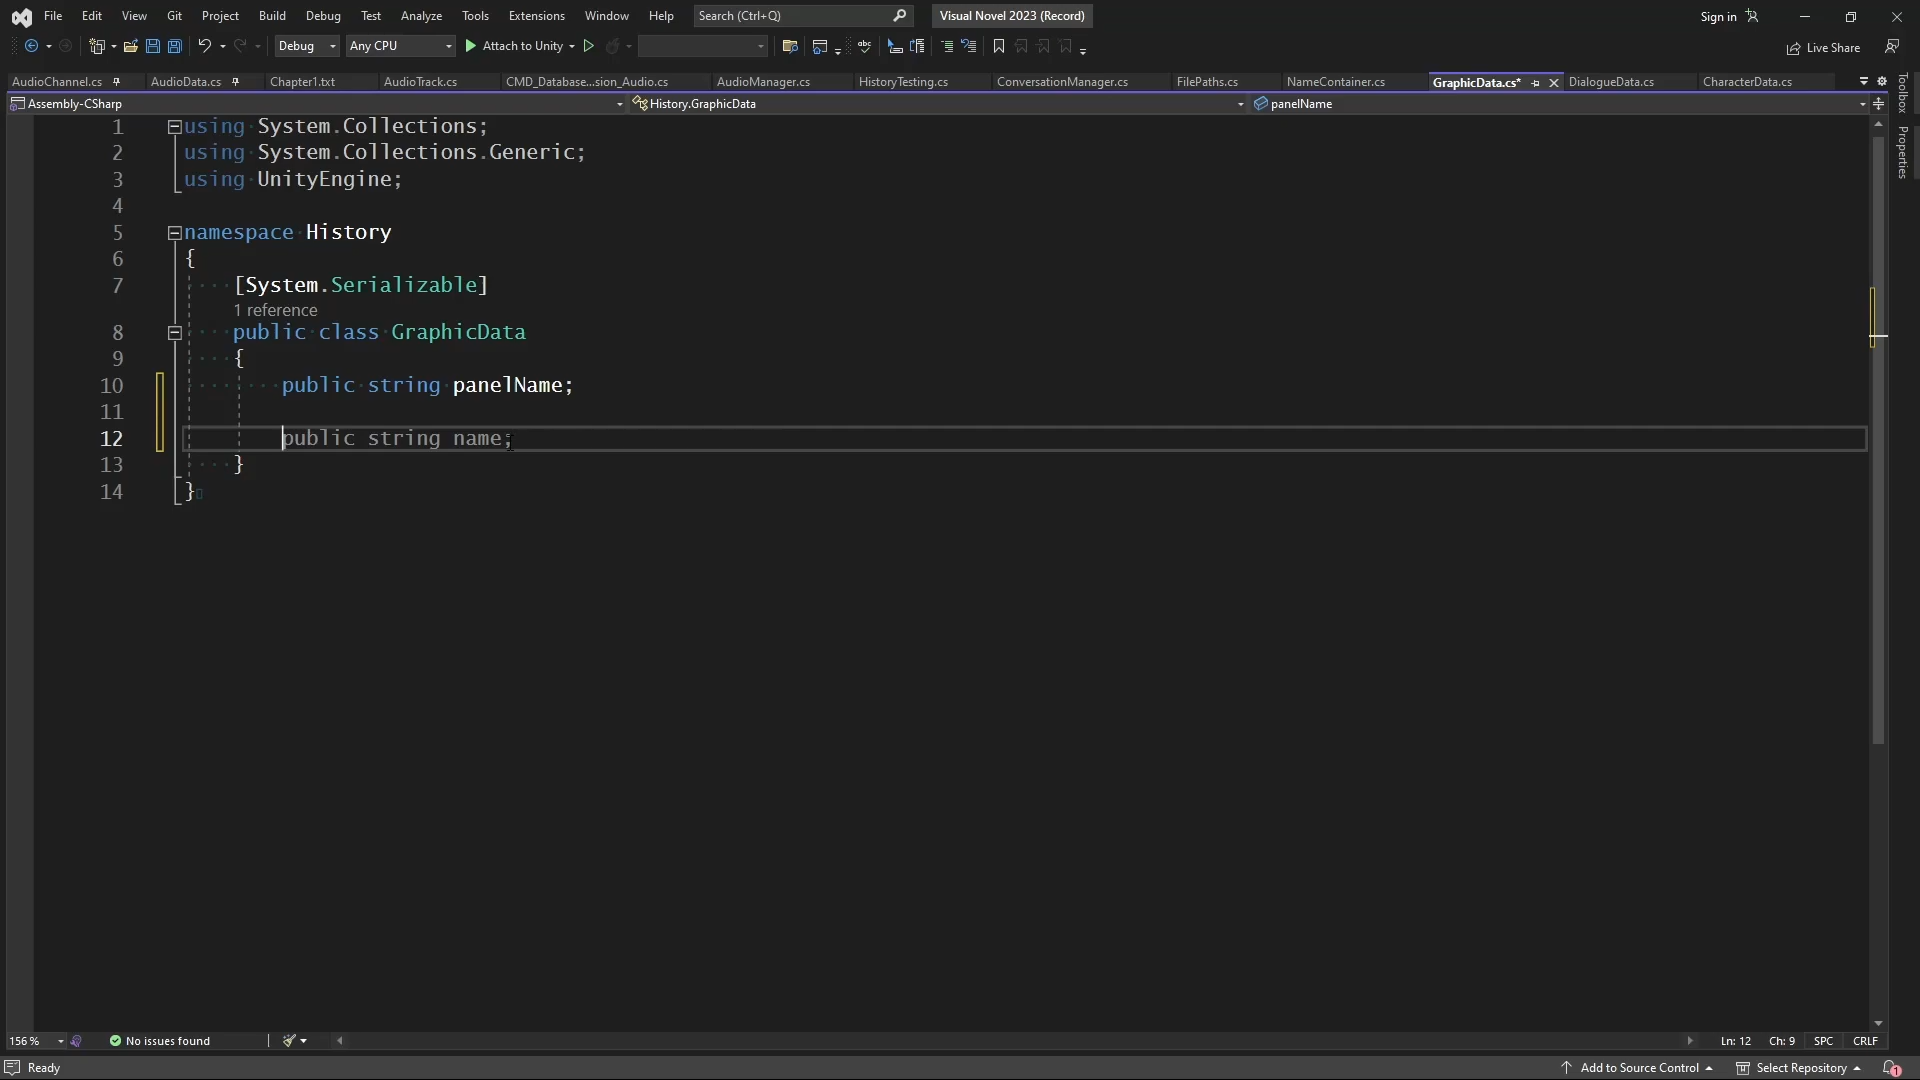 File Edit View Git Project Build Debug Test Analyze Tools Extensions Window Help Search (Ctrl+Q) Visual Novel 2023 (Record) Sign in
Debug Any CPU Attach to Unity Live Share
AudioChannel.cs AudioData.cs Chapter1.txt AudioTrack.cs CMD_Database...sion_Audio.cs AudioManager.cs HistoryTesting.cs ConversationManager.cs FilePaths.cs NameContainer.cs GraphicData.cs* DialogueData.cs CharacterData.cs
Assembly-CSharp History.GraphicData panelName
Toolbox
Properties
1 using System.Collections;
2 using System.Collections.Generic;
3 using UnityEngine;
4
5 namespace History
6 {
7 [System.Serializable]
1 reference
8 public class GraphicData
9 {
10 public string panelName;
11
12 public string name;
13 }
14 }
156 % No issues found Ln: 12 Ch: 9 SPC CRLF
Ready Add to Source Control Select Repository 1